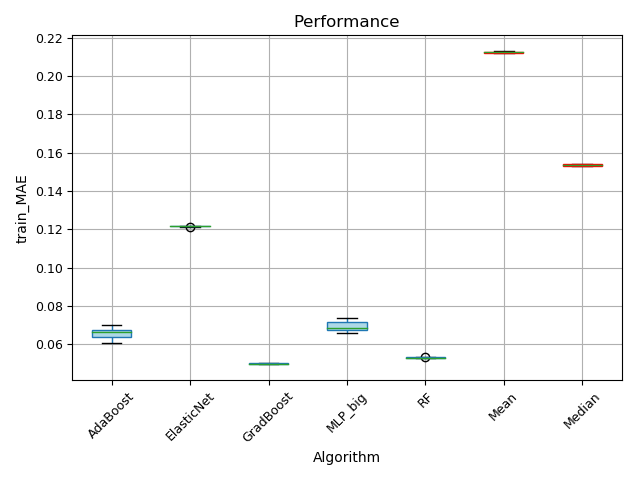 Performance
train_MAE
0.22
0.20
0.18
0.16
0.14
0.12
0.10
0.08
0.06
AdaBoost
ElasticNet
GradBoost
MLP_big
RF
Mean
Median
Algorithm